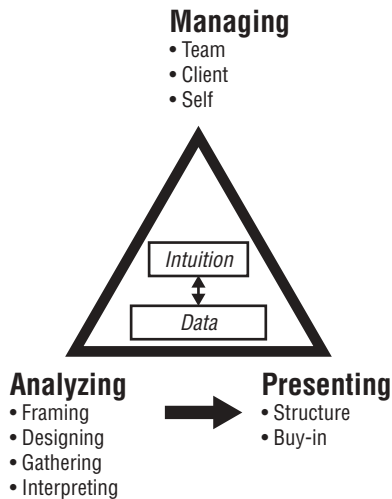 Managing
• Team
• Client
• Self
Intuition
Data
Analyzing
• Framing
• Designing
• Gathering
• Interpreting
Presenting
• Structure
• Buy-in